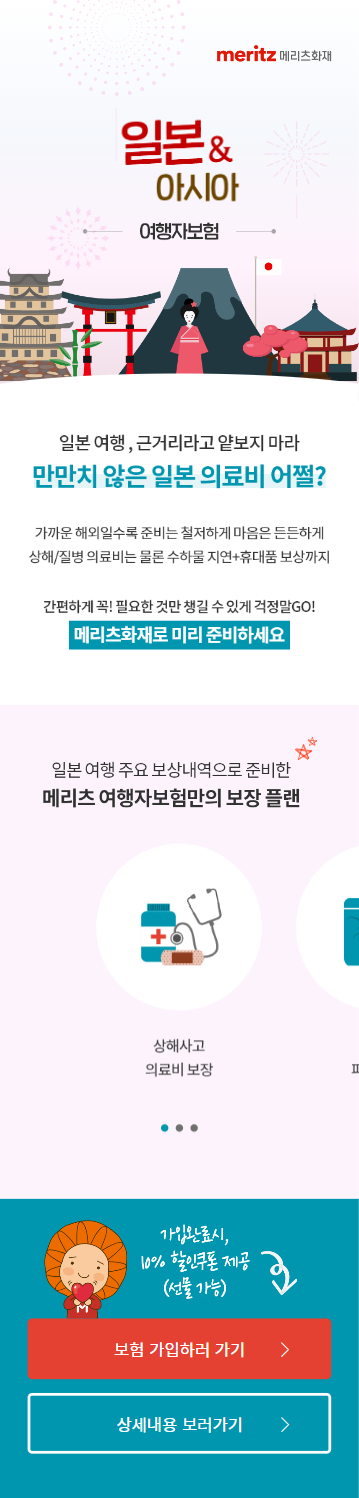 meritz 메리츠화재
일본 &
아시아
여행자보험
일본 여행 , 근거리라고 얕보지 마라
만만치 않은 일본 의료비 어쩔?
가까운 해외일수록 준비는 철저하게 마음은 든든하게
상해/질병 의료비는 물론 수하물 지연+휴대품 보상까지
간편하게 꼭! 필요한 것만 챙길 수 있게 걱정말GO!
메리츠화재로 미리 준비하세요
일본 여행 주요 보상내역으로 준비한
메리츠 여행자보험만의 보장 플랜
상해사고
의료비 보장
가입완료시,
10% 할인쿠폰 제공
(선물 가능)
M
보험 가입하러 가기
상세내용 보러가기